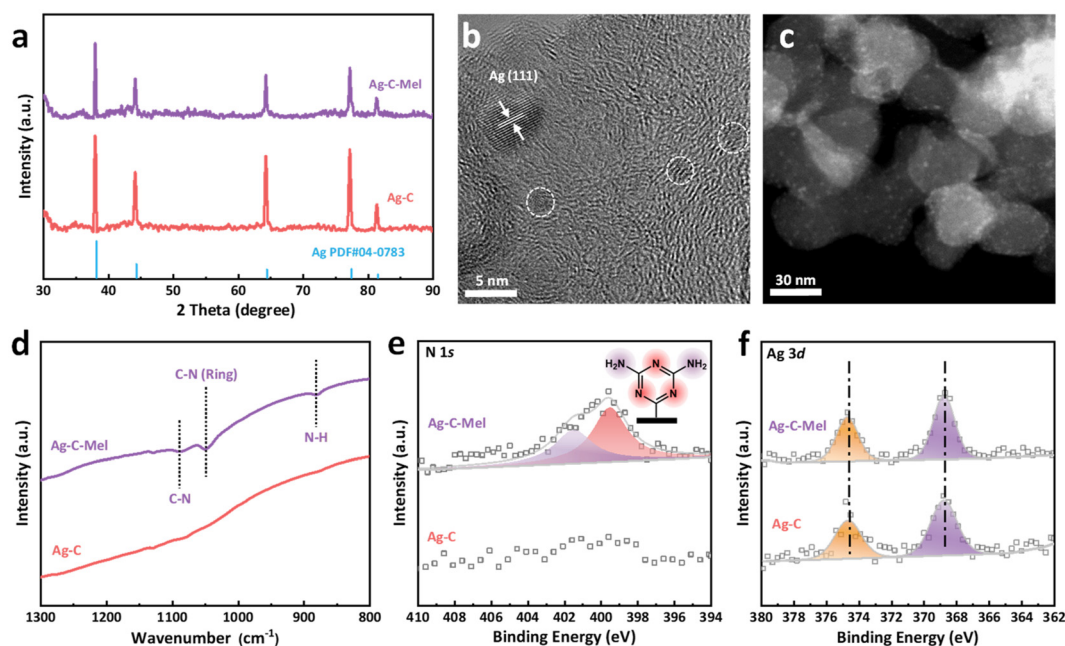 a
Ag-C-Mel
Ag-C
Ag PDF#04-0783
Intensity (a.u.)
30 40 50 60 70 80 90
2 Theta (degree)
b
Ag (111)
5 nm
c
30 nm
d
C-N (Ring)
Ag-C-Mel
N-H
C-N
Ag-C
Intensity (a.u.)
1300 1200 1100 1000 900 800
Wavenumber (cm⁻¹)
e
N 1s
H₂N N NH₂
N N
Ag-C-Mel
Ag-C
Intensity (a.u.)
410 408 406 404 402 400 398 396 394
Binding Energy (eV)
f
Ag 3d
Ag-C-Mel
Ag-C
Intensity (a.u.)
380 378 376 374 372 370 368 366 364 362
Binding Energy (eV)